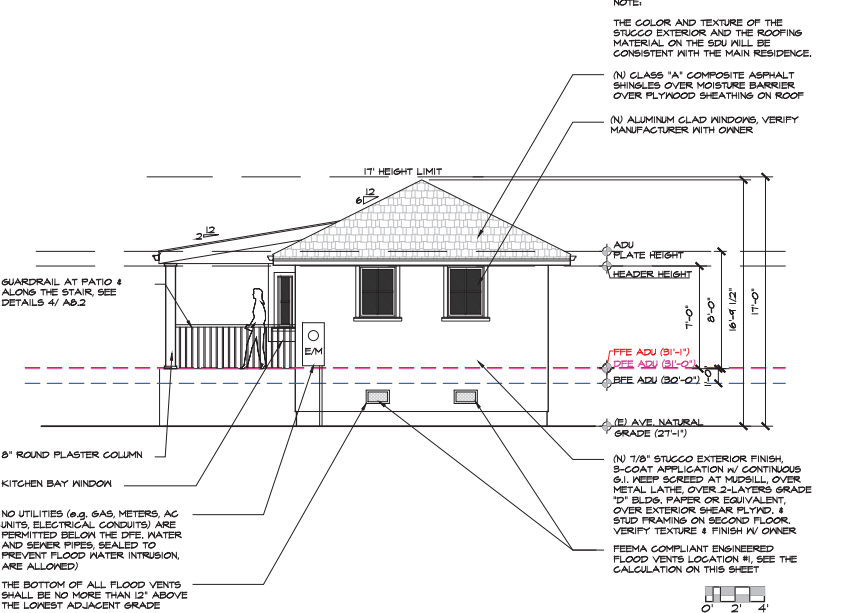 NOTE:
THE COLOR AND TEXTURE OF THE
STUCCO EXTERIOR AND THE ROOFING
MATERIAL ON THE SDU WILL BE
CONSISTENT WITH THE MAIN RESIDENCE.
(N) CLASS "A" COMPOSITE ASPHALT
SHINGLES OVER MOISTURE BARRIER
OVER PLYWOOD SHEATHING ON ROOF
(N) ALUMINUM CLAD WINDOWS, VERIFY
MANUFACTURER WITH OWNER
17' HEIGHT LIMIT
12
6
12
2
ADU
PLATE HEIGHT
HEADER HEIGHT
GUARDRAIL AT PATIO &
ALONG THE STAIR, SEE
DETAILS 4/ A8.2
7'-0"
8'-0"
16'-9 1/2"
17'-0"
E/M
FFE ADU (31'-1")
DFE ADU (31'-0")
BFE ADU (30'-0")
1'-0"
(E) AVE. NATURAL
GRADE (27'-1")
8" ROUND PLASTER COLUMN
KITCHEN BAY WINDOW
NO UTILITIES (e.g. GAS, METERS, AC
UNITS, ELECTRICAL CONDUITS) ARE
PERMITTED BELOW THE DFE. WATER
AND SEWER PIPES, SEALED TO
PREVENT FLOOD WATER INTRUSION,
ARE ALLOWED)
THE BOTTOM OF ALL FLOOD VENTS
SHALL BE NO MORE THAN 12" ABOVE
THE LOWEST ADJACENT GRADE
(N) 7/8" STUCCO EXTERIOR FINISH,
3-COAT APPLICATION W/ CONTINUOUS
G.I. WEEP SCREED AT MUDSILL, OVER
METAL LATHE, OVER 2-LAYERS GRADE
"D" BLDG. PAPER OR EQUIVALENT,
OVER EXTERIOR SHEAR PLYWD. &
STUD FRAMING ON SECOND FLOOR.
VERIFY TEXTURE & FINISH W/ OWNER
FEEMA COMPLIANT ENGINEERED
FLOOD VENTS LOCATION #1, SEE THE
CALCULATION ON THIS SHEET
0' 2' 4'